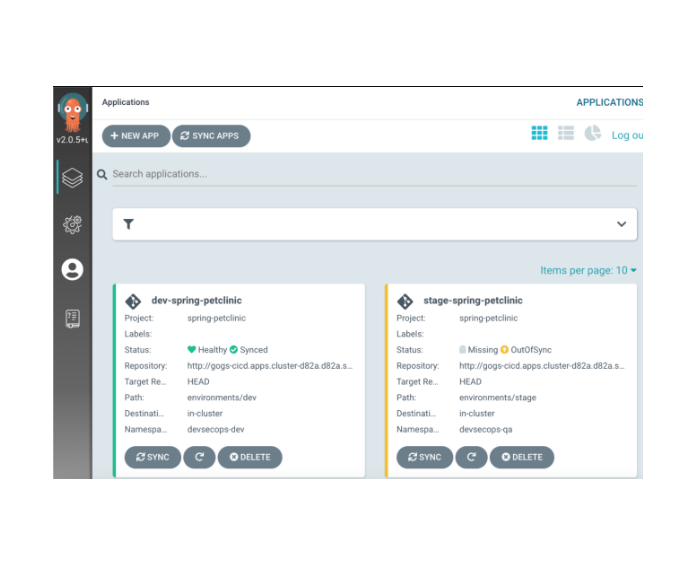 Applications
APPLICATIONS
v2.0.5+
+ NEW APP SYNC APPS
Log ou
Search applications...
Items per page: 10
dev-spring-petclinic
Project: spring-petclinic
Labels:
Status: Healthy Synced
Repository: http://gogs-cicd.apps.cluster-d82a.d82a.s...
Target Re... HEAD
Path: environments/dev
Destinati... in-cluster
Namespa... devsecops-dev
SYNC DELETE
stage-spring-petclinic
Project: spring-petclinic
Labels:
Status: Missing OutOfSync
Repository: http://gogs-cicd.apps.cluster-d82a.d82a.s...
Target Re... HEAD
Path: environments/stage
Destinati... in-cluster
Namespa... devsecops-qa
SYNC DELETE